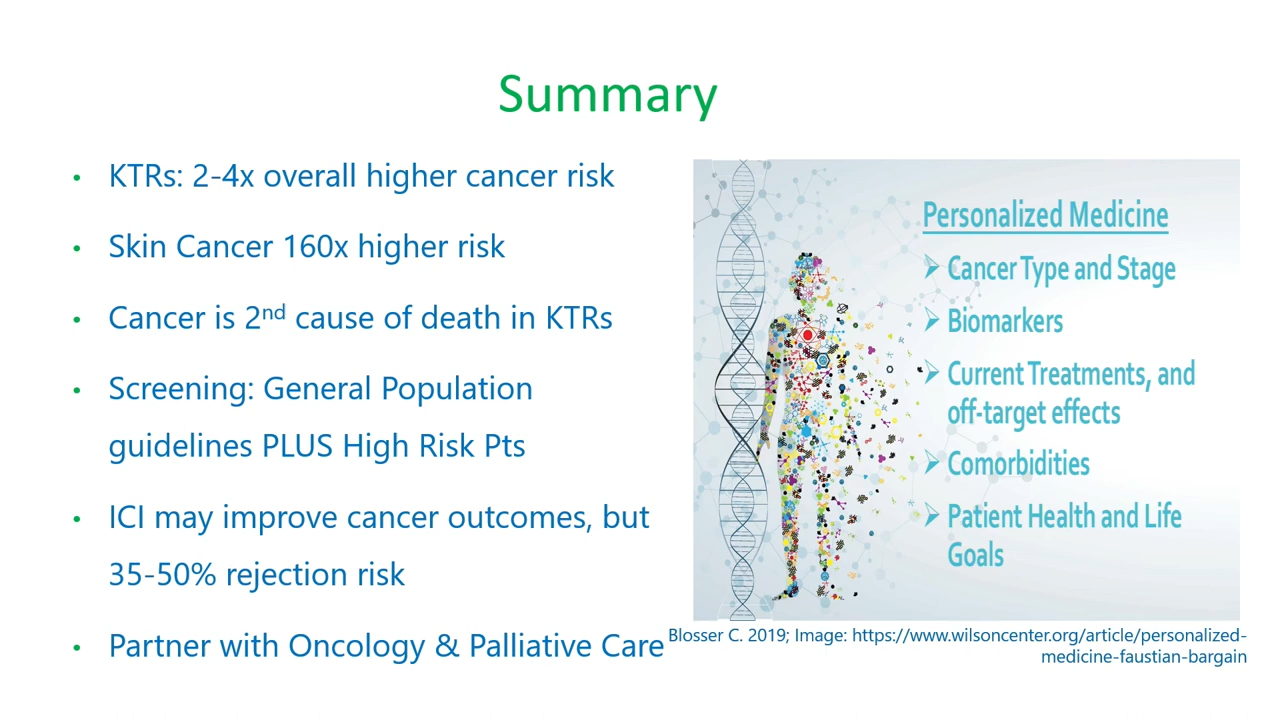 Summary
• KTRs: 2-4x overall higher cancer risk
• Skin Cancer 160x higher risk
• Cancer is 2nd cause of death in KTRs
• Screening: General Population
guidelines PLUS High Risk Pts
• ICI may improve cancer outcomes, but
35-50% rejection risk
• Partner with Oncology & Palliative Care
Personalized Medicine
➢ Cancer Type and Stage
➢ Biomarkers
➢ Current Treatments, and
off-target effects
➢ Comorbidities
➢ Patient Health and Life
Goals
Blosser C. 2019; Image: https://www.wilsoncenter.org/article/personalized-
medicine-faustian-bargain